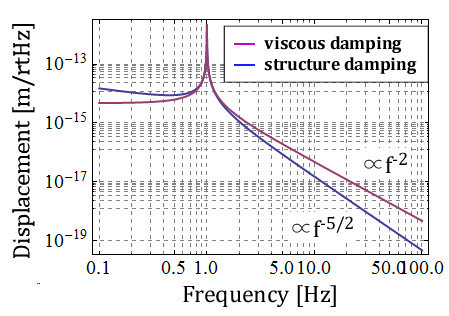 viscous damping
structure damping
Displacement [m/rtHz]
10⁻¹³
10⁻¹⁵
10⁻¹⁷
10⁻¹⁹
∝f⁻²
∝f⁻⁵/²
0.1 0.5 1.0 5.0 10.0 50.0 100.0
Frequency [Hz]